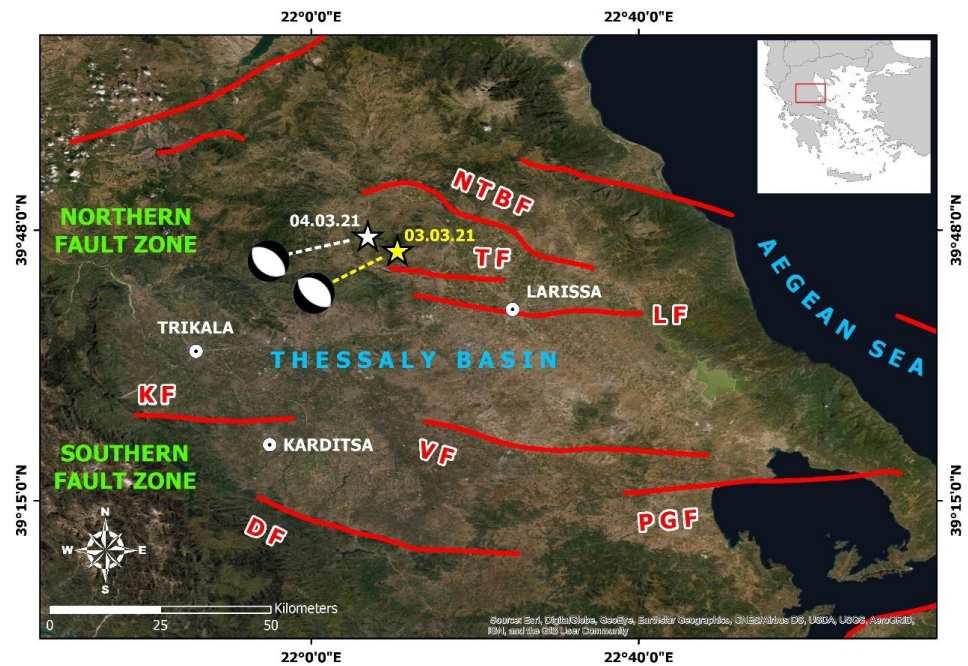 22°0'0"E
22°40'0"E
39°48'0"N
39°48'0"N
NORTHERN
FAULT ZONE
NTBF
04.03.21
03.03.21
TF
AEGEAN SEA
LARISSA
LF
TRIKALA
THESSALY BASIN
KF
KARDITSA
VF
SOUTHERN
FAULT ZONE
39°15'0"N
39°15'0"N
DF
PGF
N
W
E
S
Kilometers
0
25
50
Source: Esri, DigitalGlobe, GeoEye, Earthstar Geographics, CNES/Airbus DS, USDA, USGS, AeroGRID,
IGN, and the GIS User Community
22°0'0"E
22°40'0"E